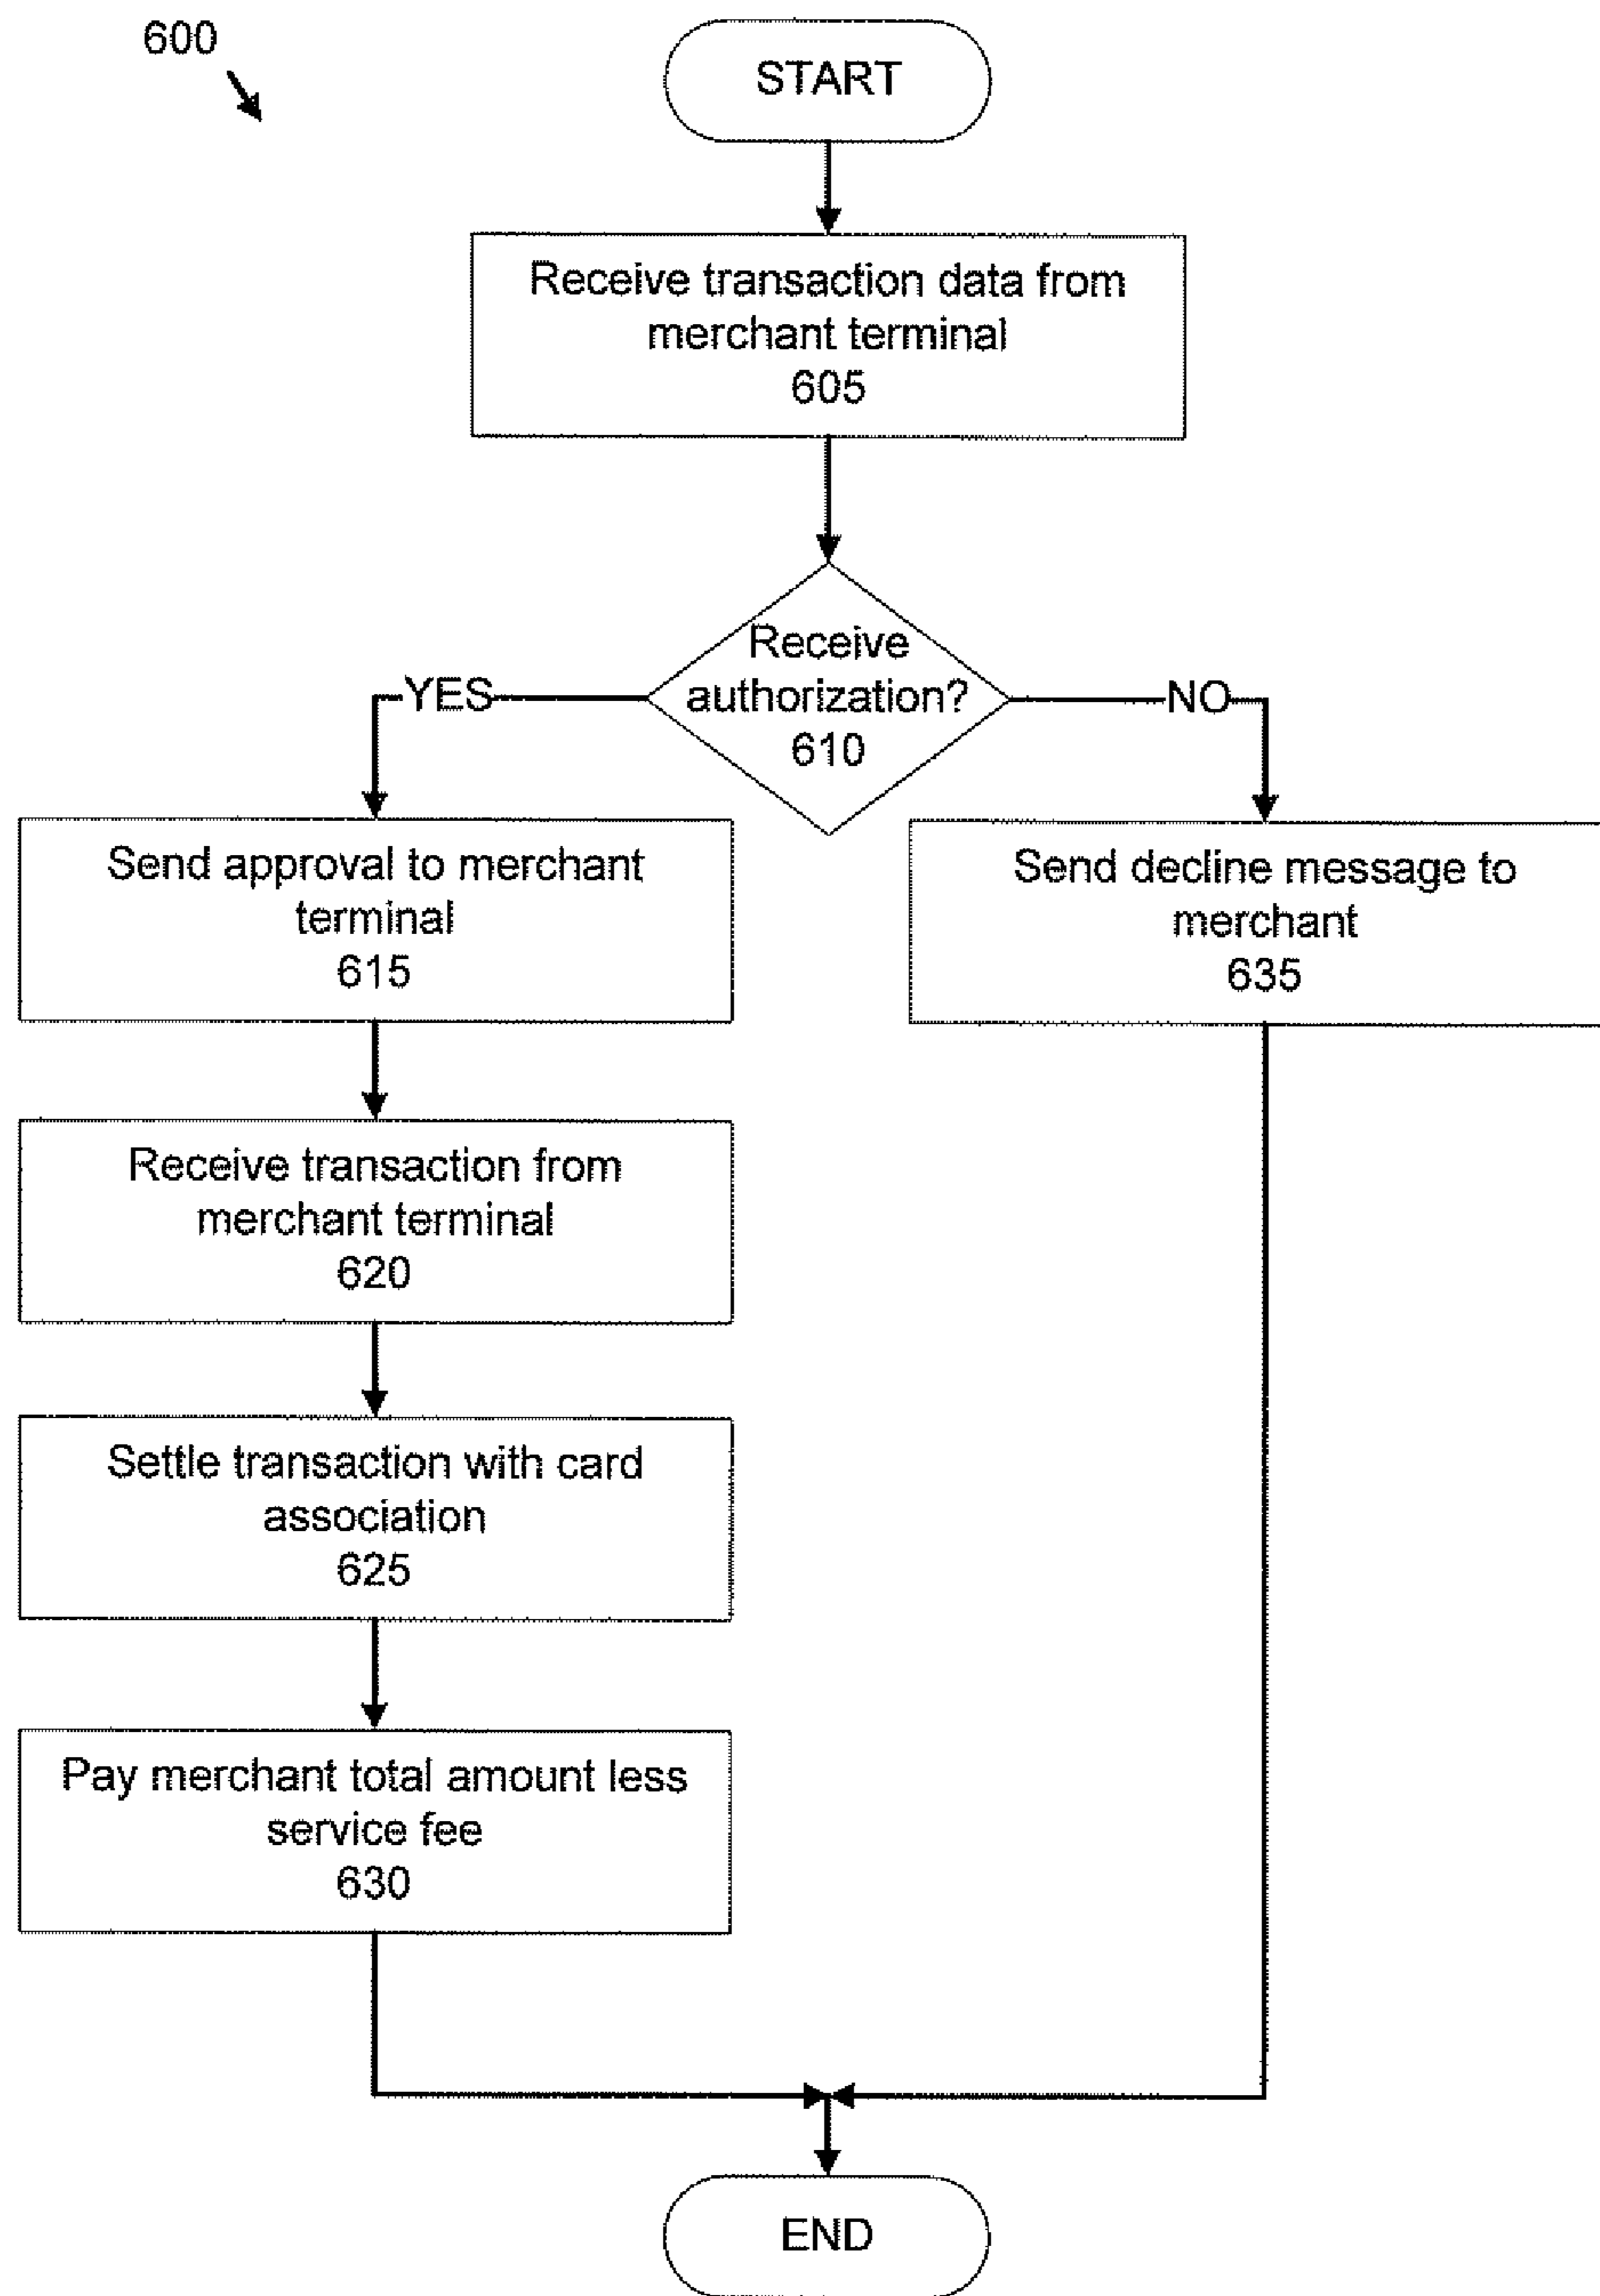 600
START
Receive transaction data from
merchant terminal
605
Receive
authorization?
610
YES
NO
Send approval to merchant
terminal
615
Send decline message to
merchant
635
Receive transaction from
merchant terminal
620
Settle transaction with card
association
625
Pay merchant total amount less
service fee
630
END